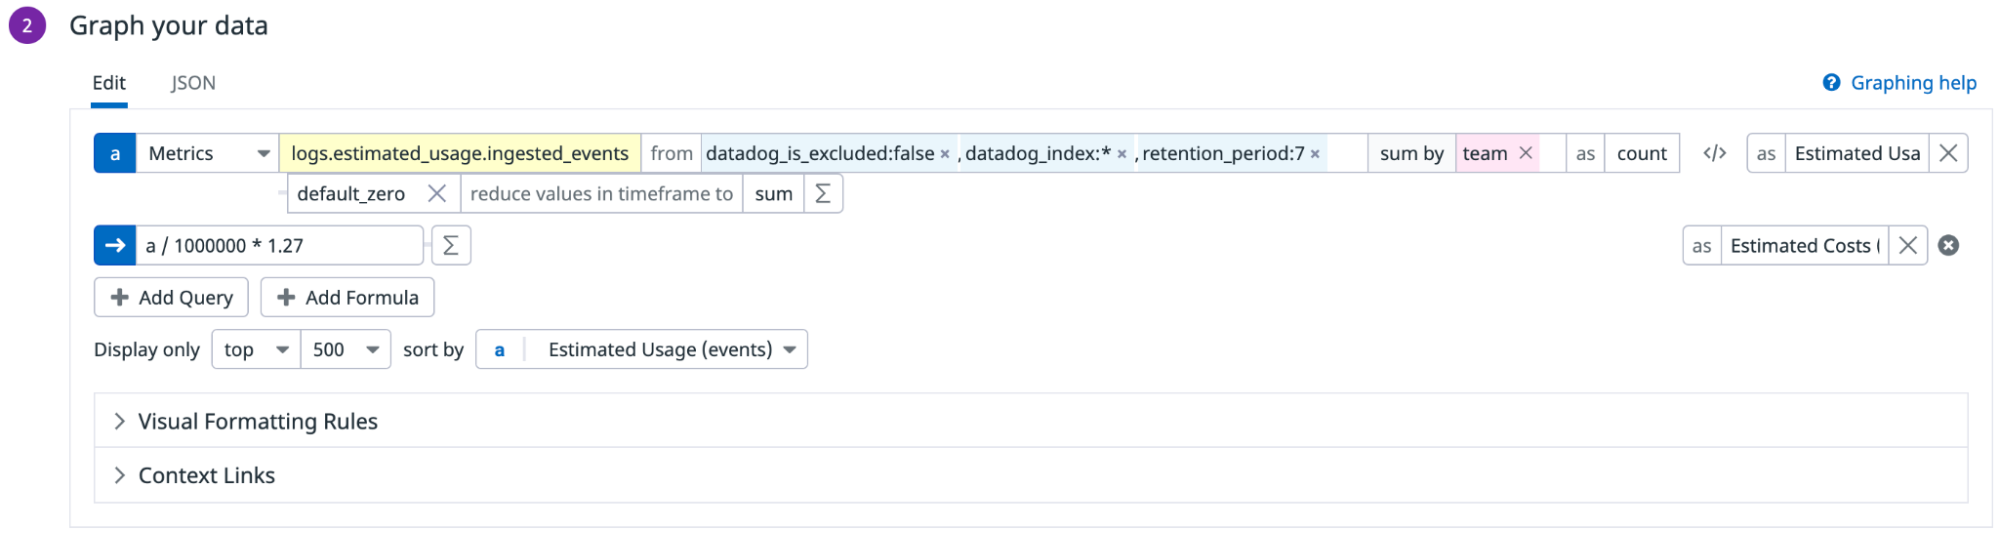 2 Graph your data
Edit JSON Graphing help
a Metrics logs.estimated_usage.ingested_events from datadog_is_excluded:false × , datadog_index:* × , retention_period:7 × sum by team × as count </> as Estimated Usa ×
default_zero × reduce values in timeframe to sum Σ
→ a / 1000000 * 1.27 Σ as Estimated Costs ( ×
+ Add Query + Add Formula
Display only top 500 sort by a Estimated Usage (events)
> Visual Formatting Rules
> Context Links